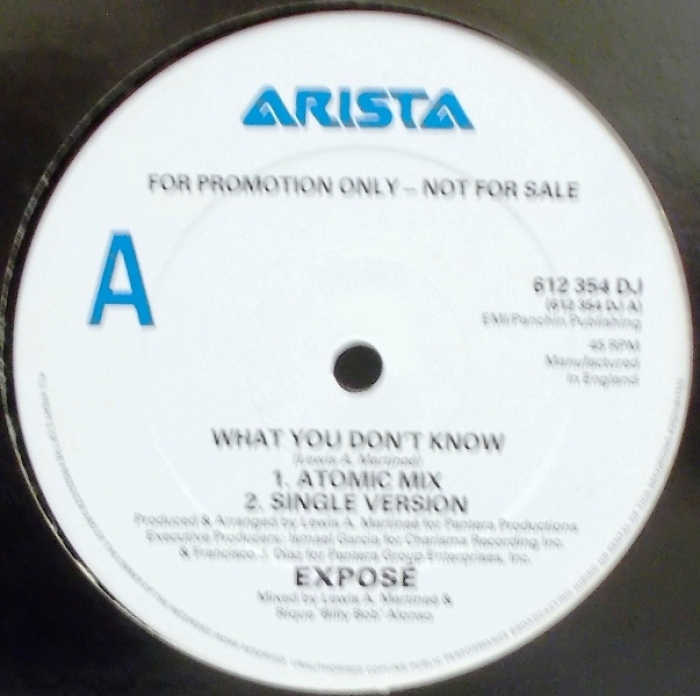 ARISTA
FOR PROMOTION ONLY – NOT FOR SALE
A
612 354 DJ
(612 354 DJ A)
EMI/Panchin Publishing
45 RPM
Manufactured
in England
WHAT YOU DON'T KNOW
(Lewis A. Martineé)
1. ATOMIC MIX
2. SINGLE VERSION
Produced & Arranged by Lewis A. Martineé for Pantera Productions
Executive Producers: Ismael Garcia for Charisma Recording Inc.
& Francisco J. Diaz for Pantera Group Enterprises, Inc.
EXPOSÉ
Mixed by Lewis A. Martineé &
Rique 'Billy Bob' Alonso